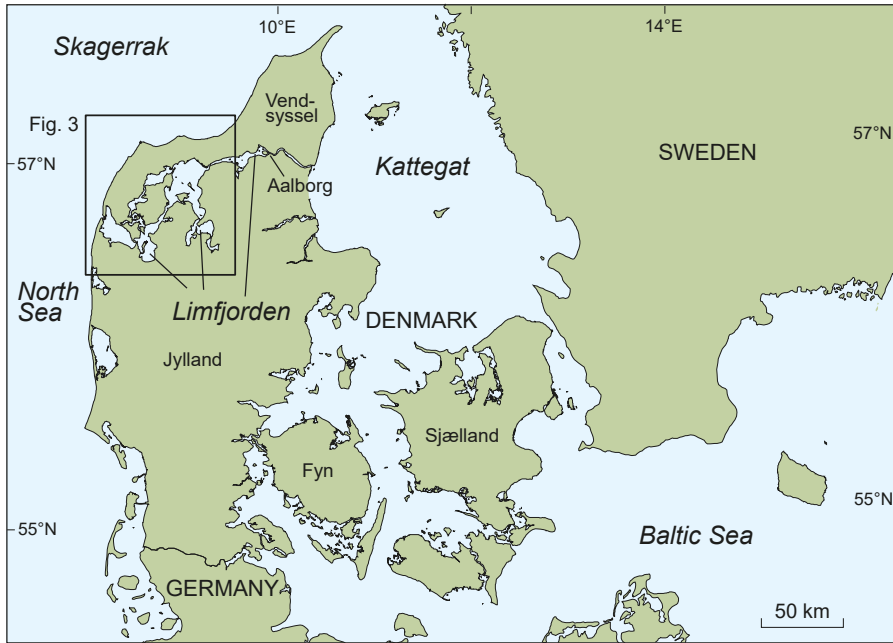 10°E
14°E
Skagerrak
Vend-
syssel
Fig. 3
57°N
57°N
SWEDEN
Kattegat
Aalborg
North
Sea
Limfjorden
DENMARK
Jylland
Sjælland
Fyn
55°N
55°N
Baltic Sea
GERMANY
50 km